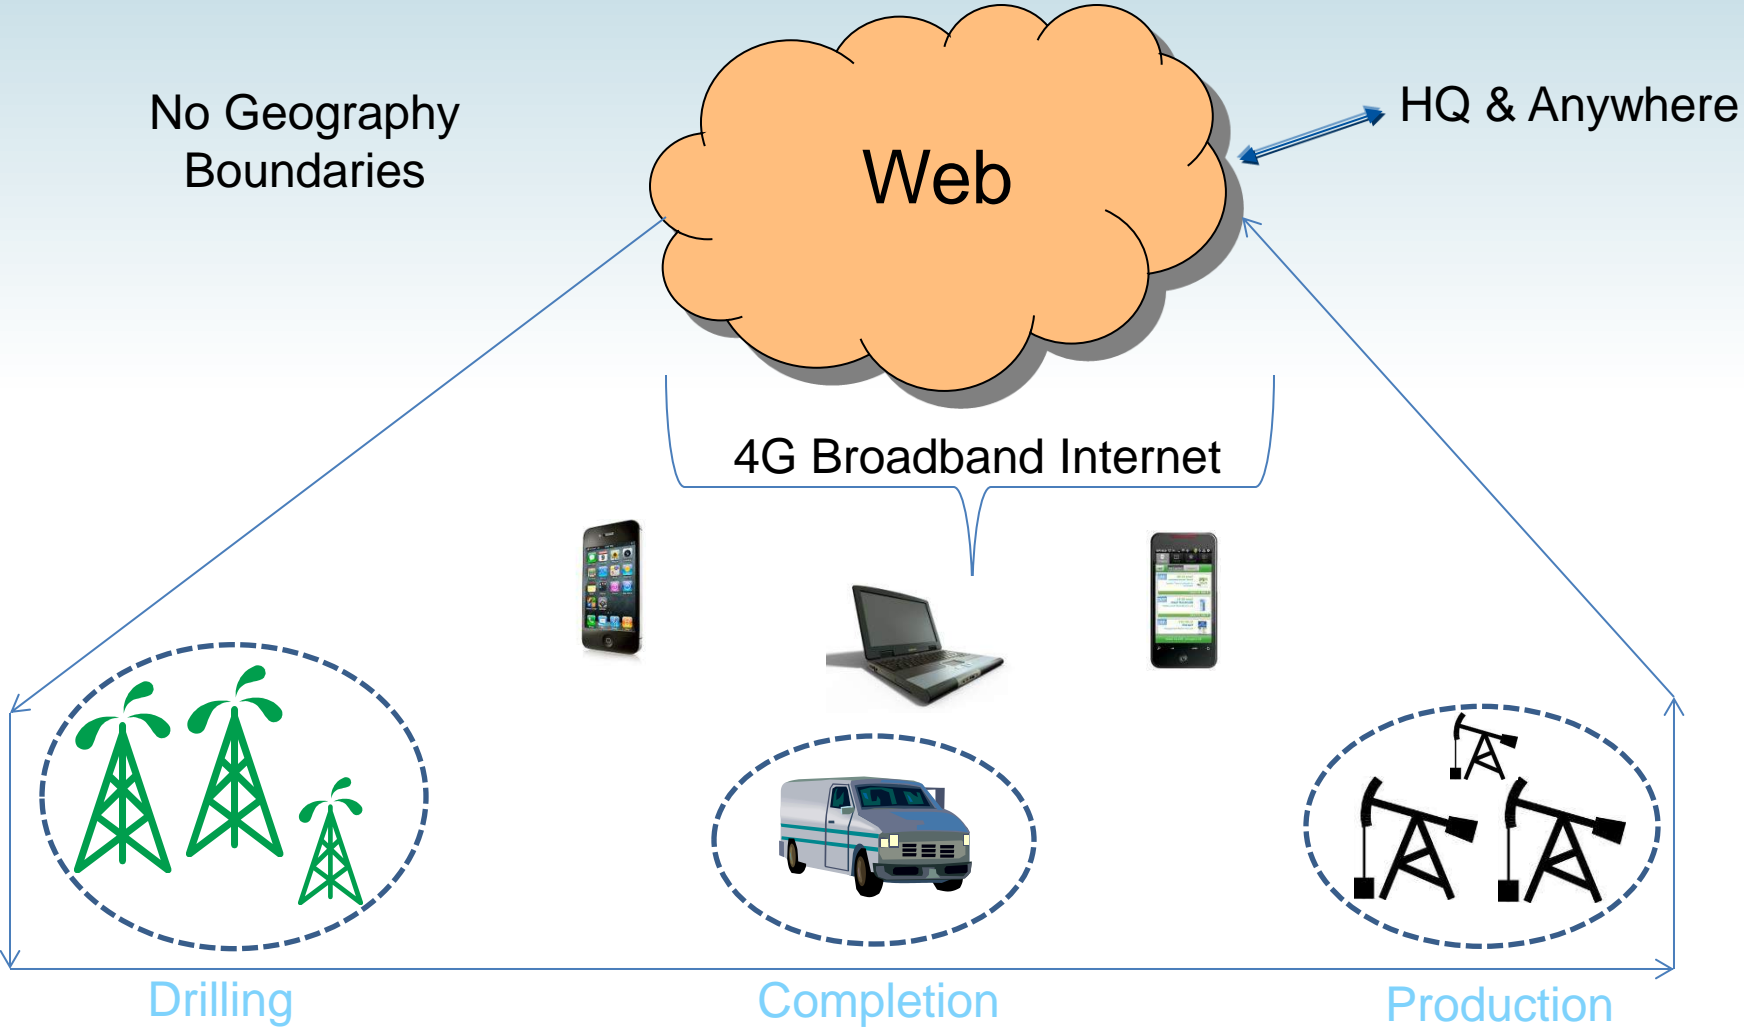 No Geography
Boundaries
Web
HQ & Anywhere
4G Broadband Internet
Drilling
Completion
Production